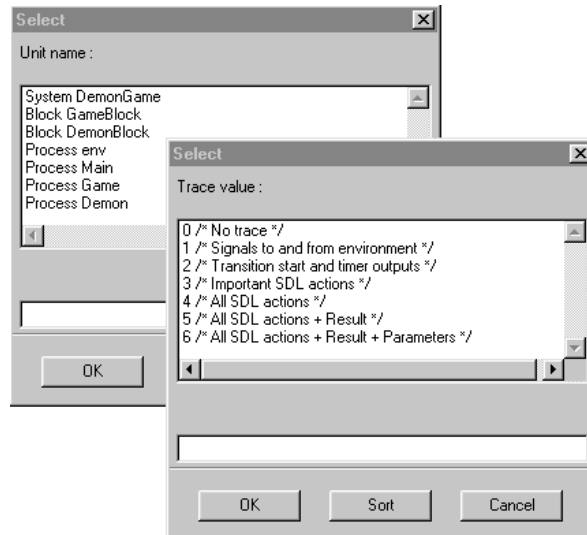 Select
Unit name :
System DemonGame
Block GameBlock
Block DemonBlock
Process env
Process Main
Process Game
Process Demon
OK
Select
Trace value :
0 /* No trace */
1 /* Signals to and from environment */
2 /* Transition start and timer outputs */
3 /* Important SDL actions */
4 /* All SDL actions */
5 /* All SDL actions + Result */
6 /* All SDL actions + Result + Parameters */
OK Sort Cancel